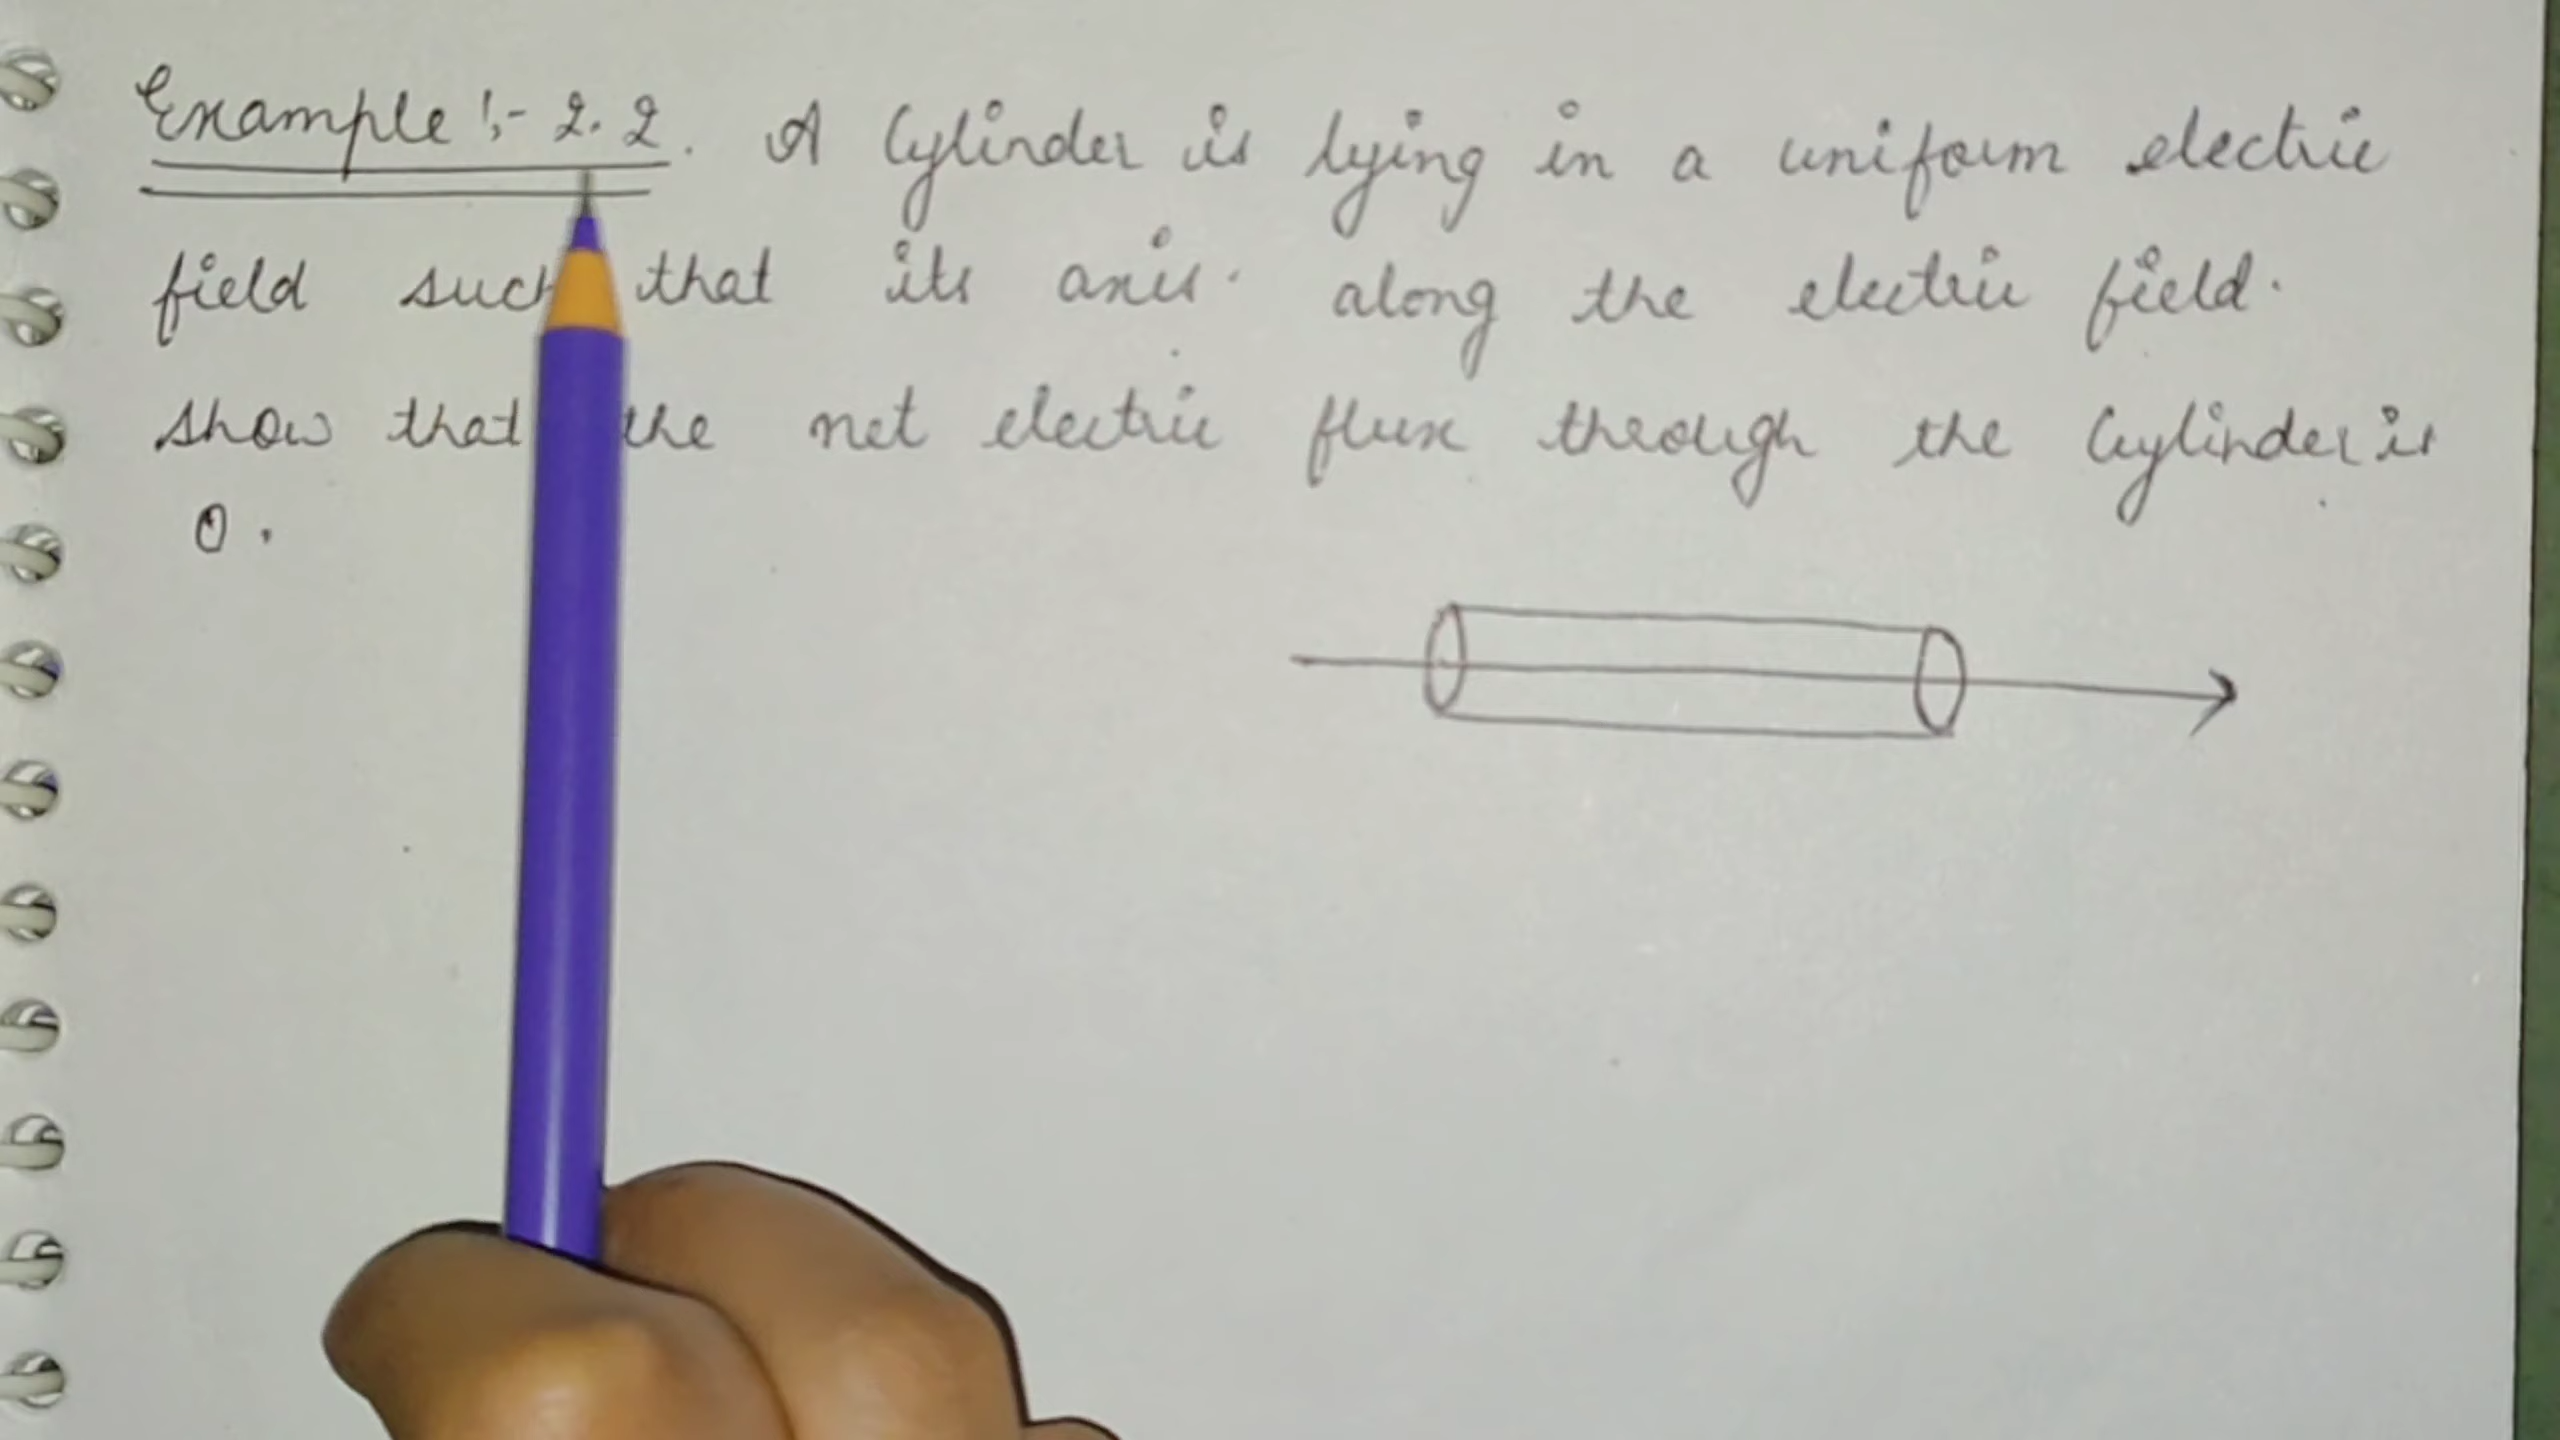 Example :- 2.2. A Cylinder is lying in a uniform electric
field such that its axis along the electric field.
show that the net electric flux through the Cylinder is
0.